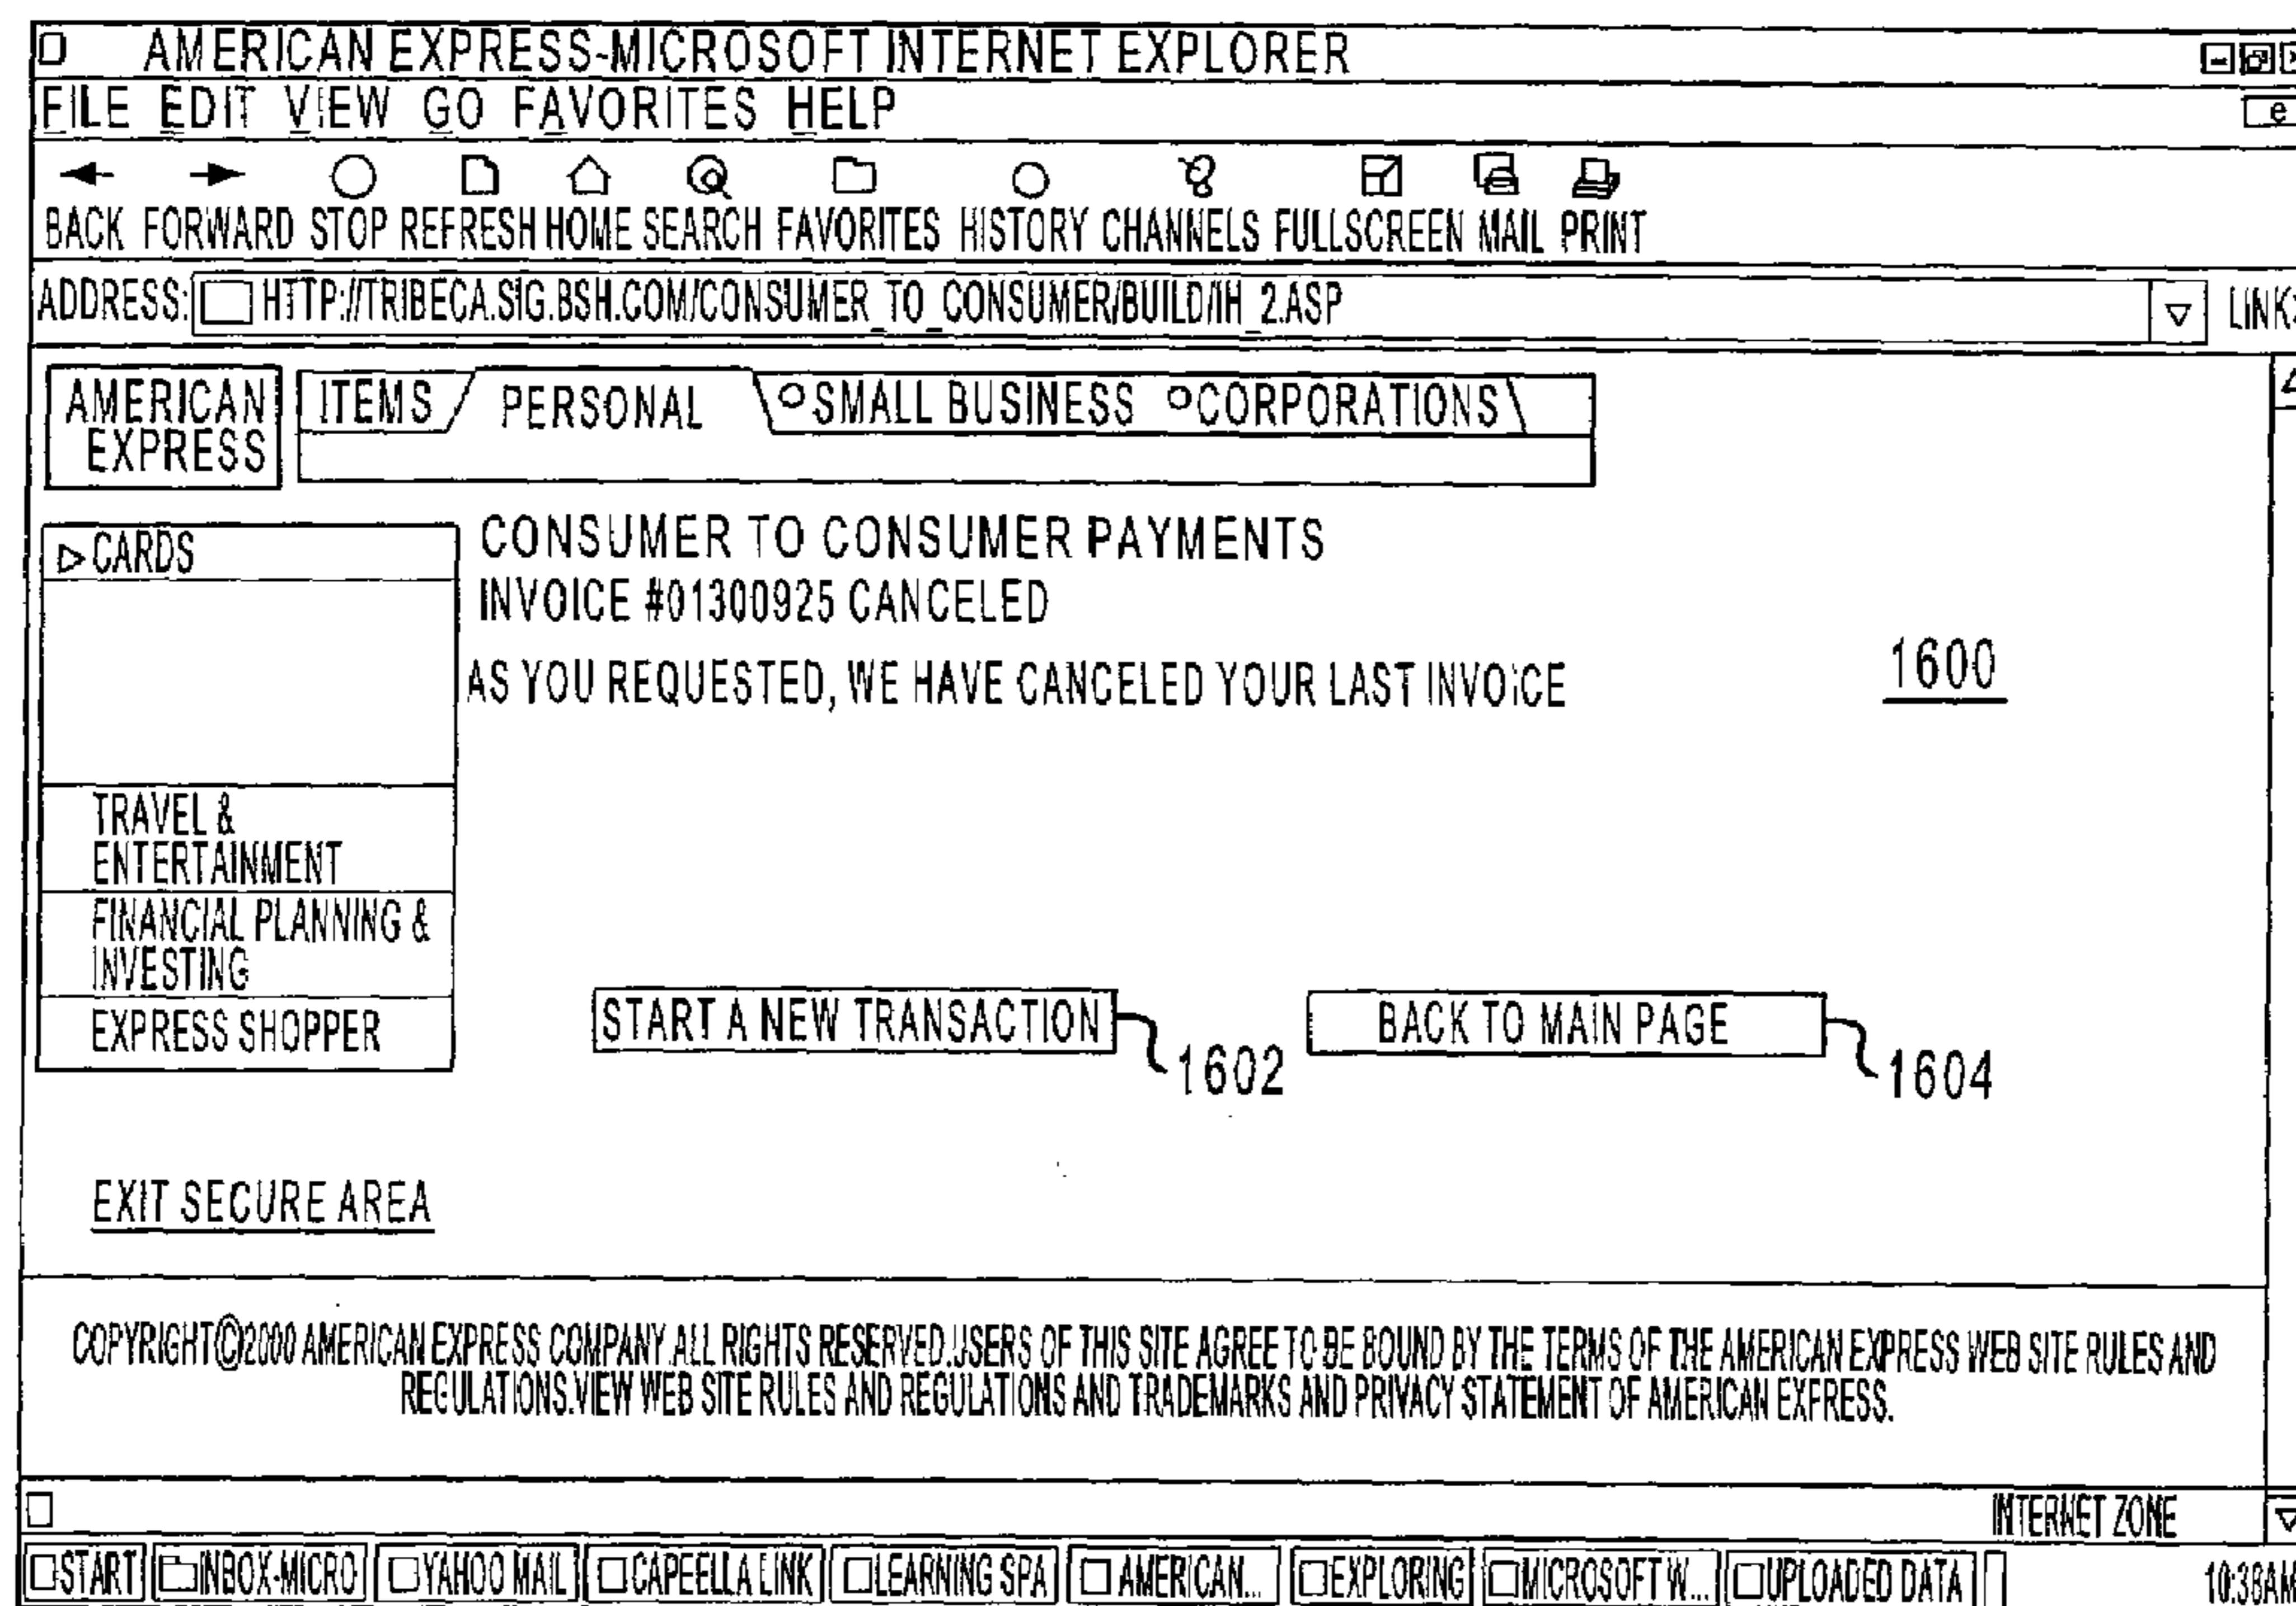 AMERICAN EXPRESS-MICROSOFT INTERNET EXPLORER
FILE EDIT VIEW GO FAVORITES HELP
e
BACK FORWARD STOP REFRESH HOME SEARCH FAVORITES HISTORY CHANNELS FULLSCREEN MAIL PRINT
ADDRESS: HTTP://TRIBECA.SIG.BSH.COM/CONSUMER_TO_CONSUMER/BUILD/IH_2.ASP
AMERICAN EXPRESS
ITEMS PERSONAL SMALL BUSINESS CORPORATIONS
CONSUMER TO CONSUMER PAYMENTS
CARDS
INVOICE #01300925 CANCELED
AS YOU REQUESTED, WE HAVE CANCELED YOUR LAST INVOICE
1600
TRAVEL &
ENTERTAINMENT
FINANCIAL PLANNING &
INVESTING
EXPRESS SHOPPER
START A NEW TRANSACTION
1602
BACK TO MAIN PAGE
1604
EXIT SECURE AREA
COPYRIGHT©2000 AMERICAN EXPRESS COMPANY.ALL RIGHTS RESERVED.USERS OF THIS SITE AGREE TO BE BOUND BY THE TERMS OF THE AMERICAN EXPRESS WEB SITE RULES AND
REGULATIONS.VIEW WEB SITE RULES AND REGULATIONS AND TRADEMARKS AND PRIVACY STATEMENT OF AMERICAN EXPRESS.
INTERNET ZONE
START INBOX-MICRO YAHOO MAIL CAPEELLA LINK LEARNING SPA AMERICAN... EXPLORING MICROSOFT W... UPLOADED DATA